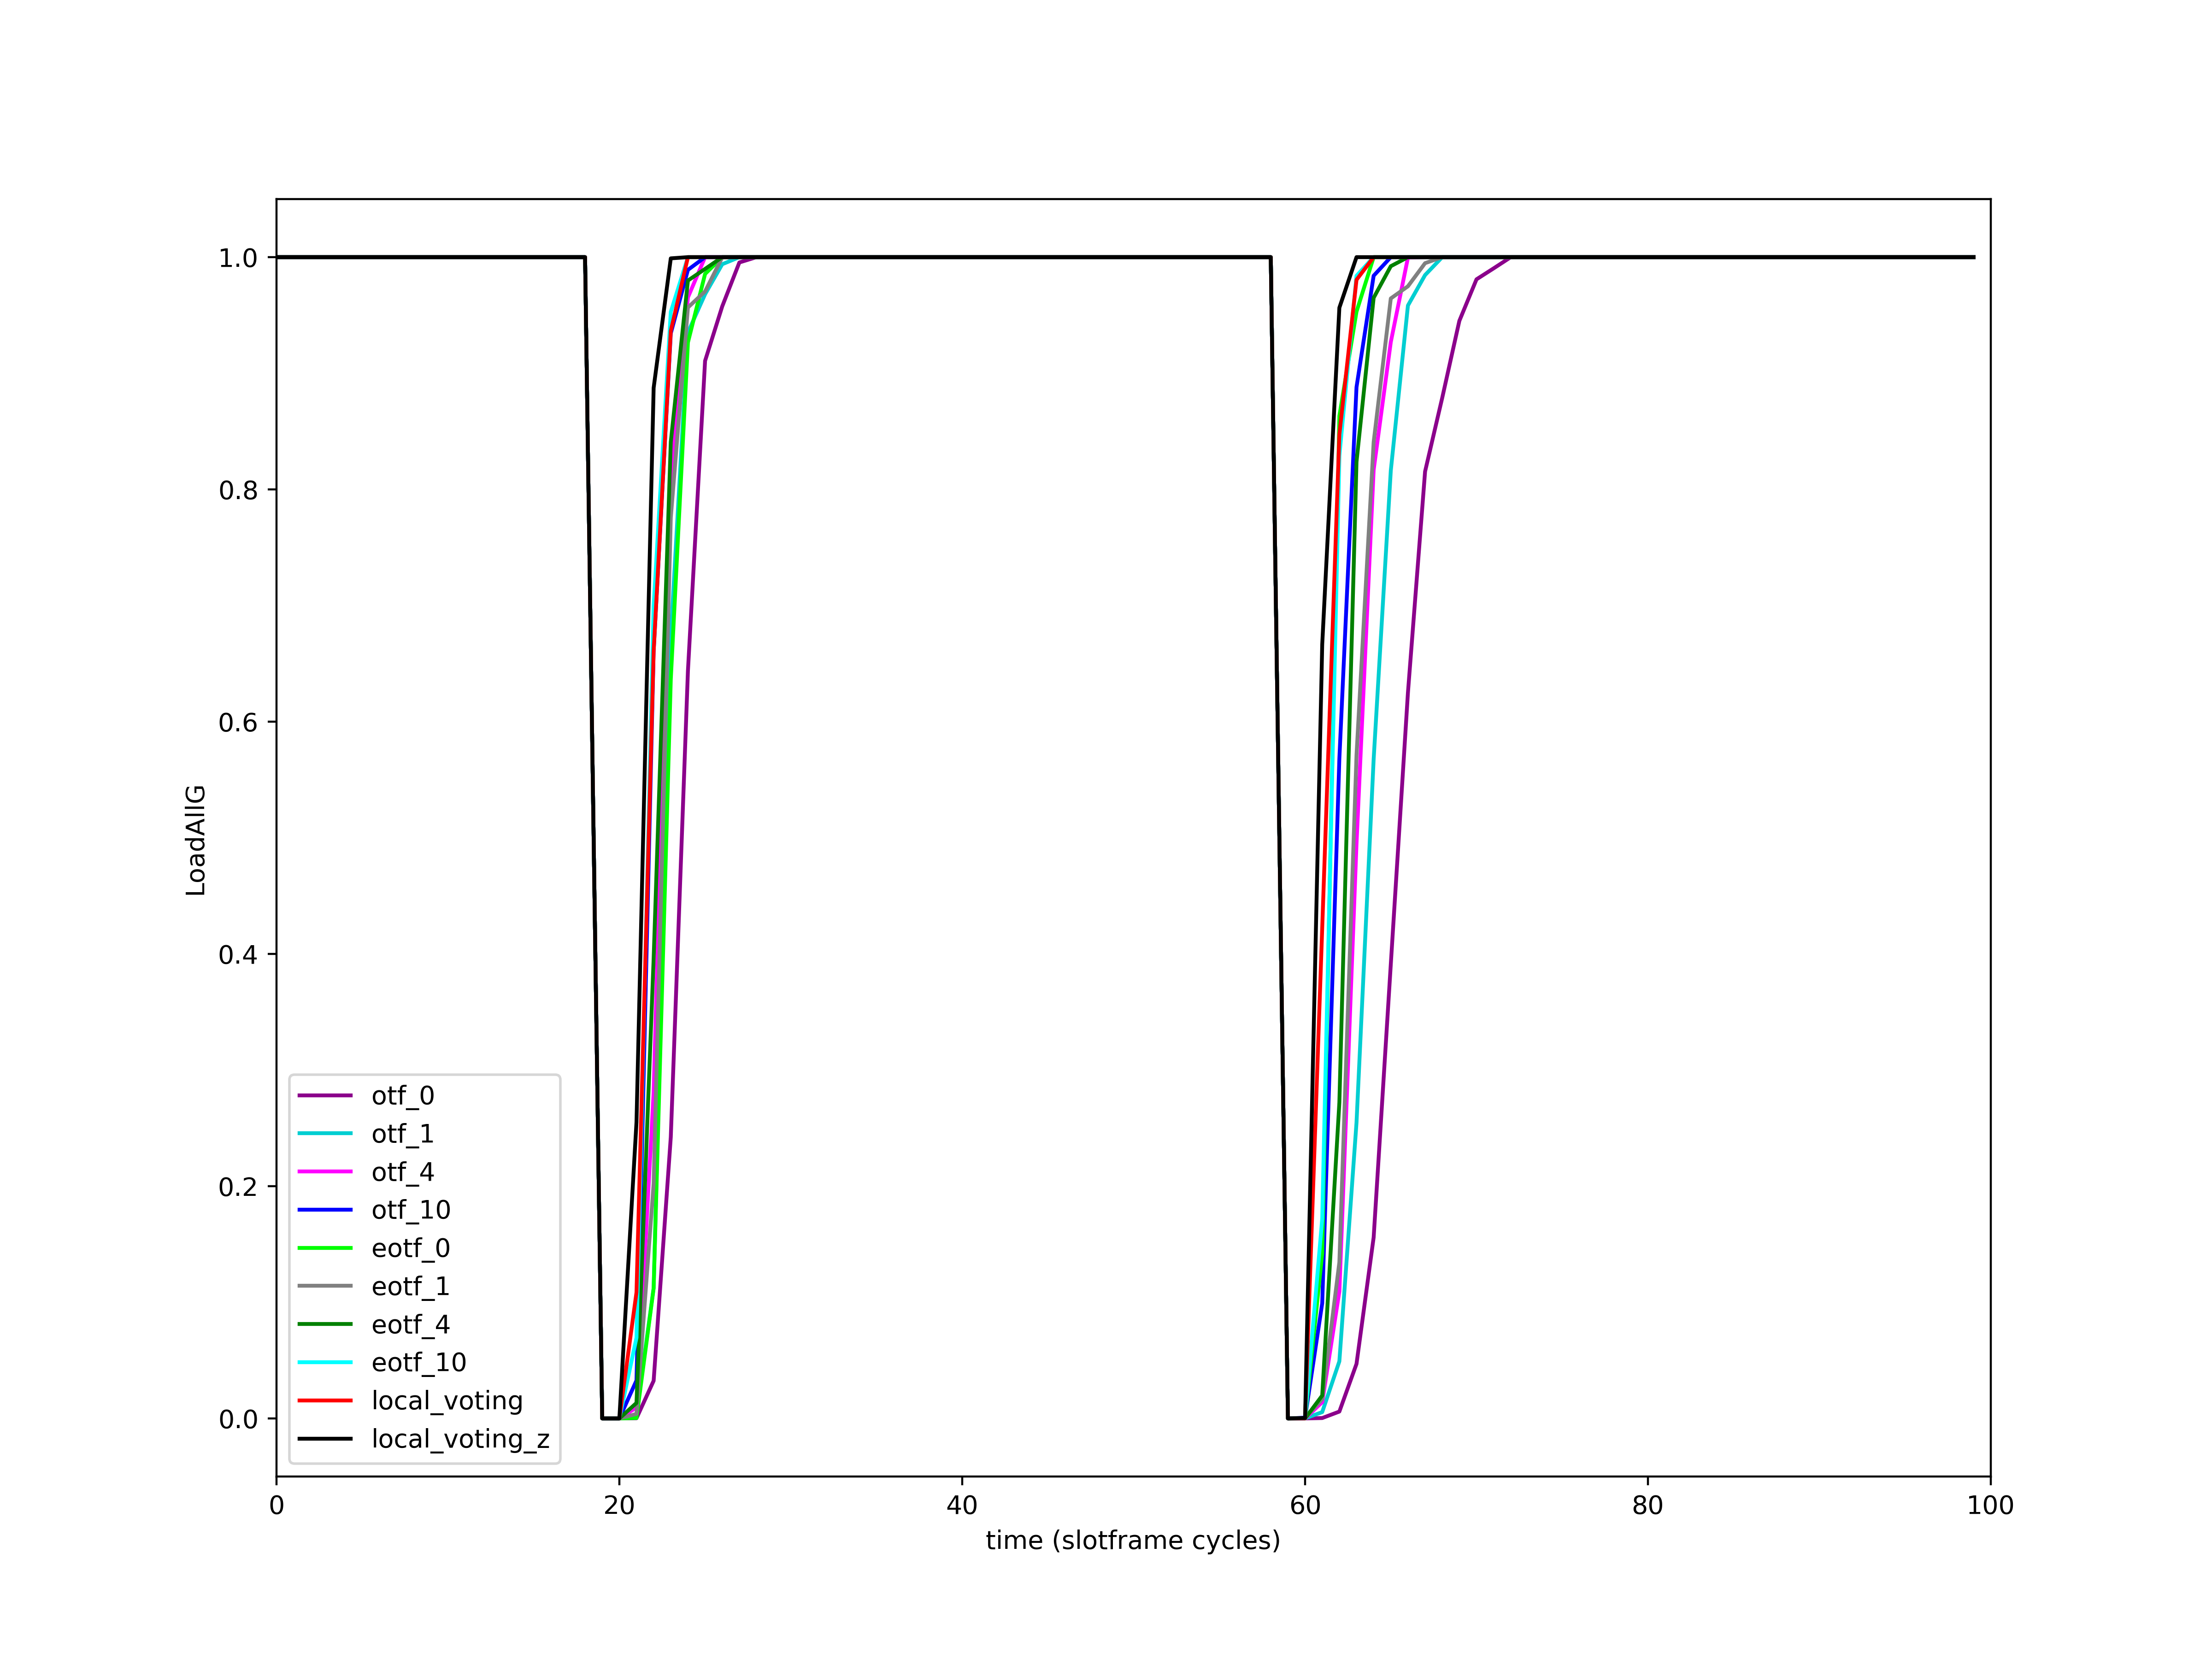 1.0
0.8
0.6
0.4
0.2
0.0
LoadAllG
otf_0
otf_1
otf_4
otf_10
eotf_0
eotf_1
eotf_4
eotf_10
local_voting
local_voting_z
0 20 40 60 80 100
time (slotframe cycles)